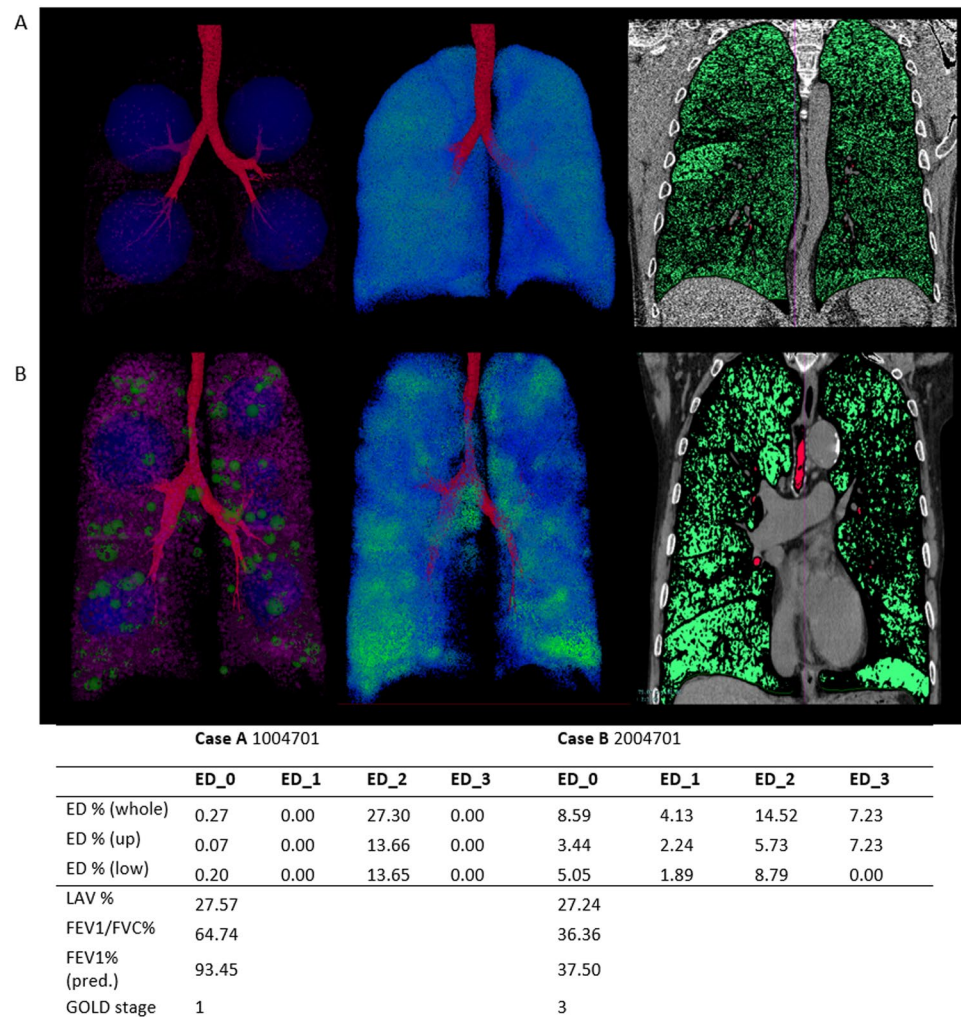 A
B
Case A 1004701 Case B 2004701
ED_0 ED_1 ED_2 ED_3 ED_0 ED_1 ED_2 ED_3
ED % (whole) 0.27 0.00 27.30 0.00 8.59 4.13 14.52 7.23
ED % (up) 0.07 0.00 13.66 0.00 3.44 2.24 5.73 7.23
ED % (low) 0.20 0.00 13.65 0.00 5.05 1.89 8.79 0.00
LAV % 27.57 27.24
FEV1/FVC% 64.74 36.36
FEV1%
(pred.) 93.45 37.50
GOLD stage 1 3